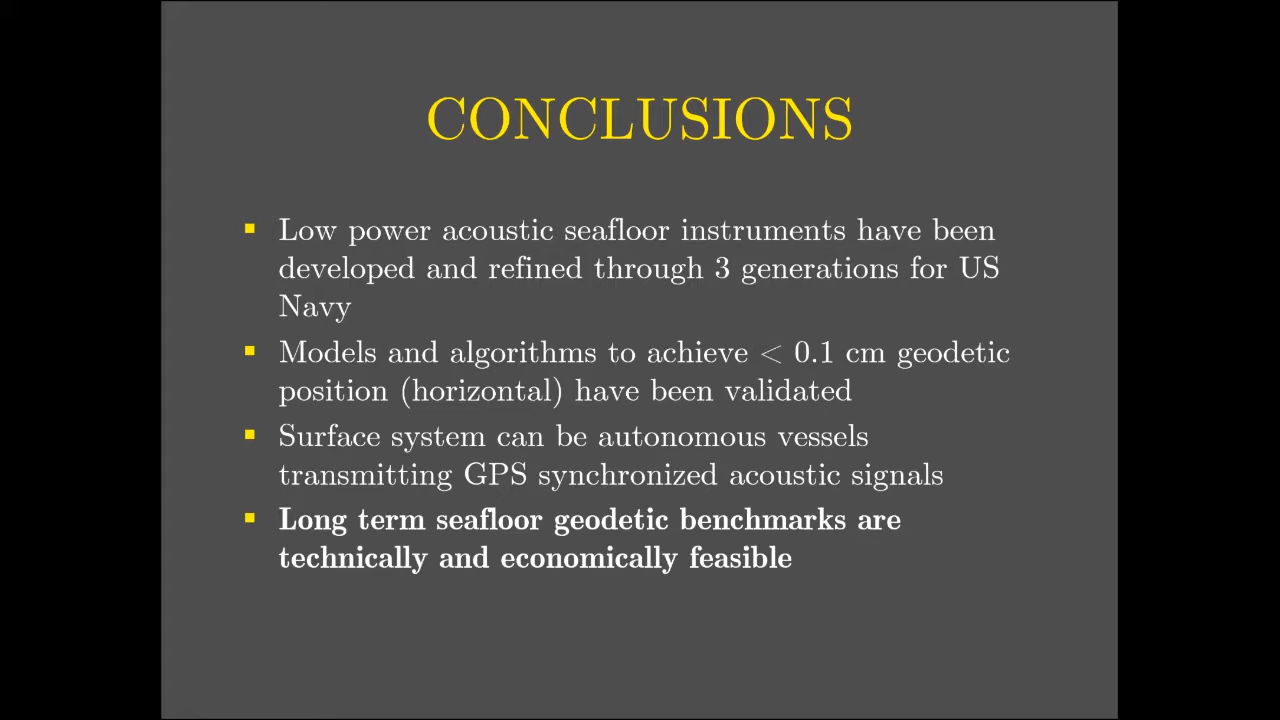 CONCLUSIONS
▪ Low power acoustic seafloor instruments have been
developed and refined through 3 generations for US
Navy
▪ Models and algorithms to achieve < 0.1 cm geodetic
position (horizontal) have been validated
▪ Surface system can be autonomous vessels
transmitting GPS synchronized acoustic signals
▪ Long term seafloor geodetic benchmarks are
technically and economically feasible